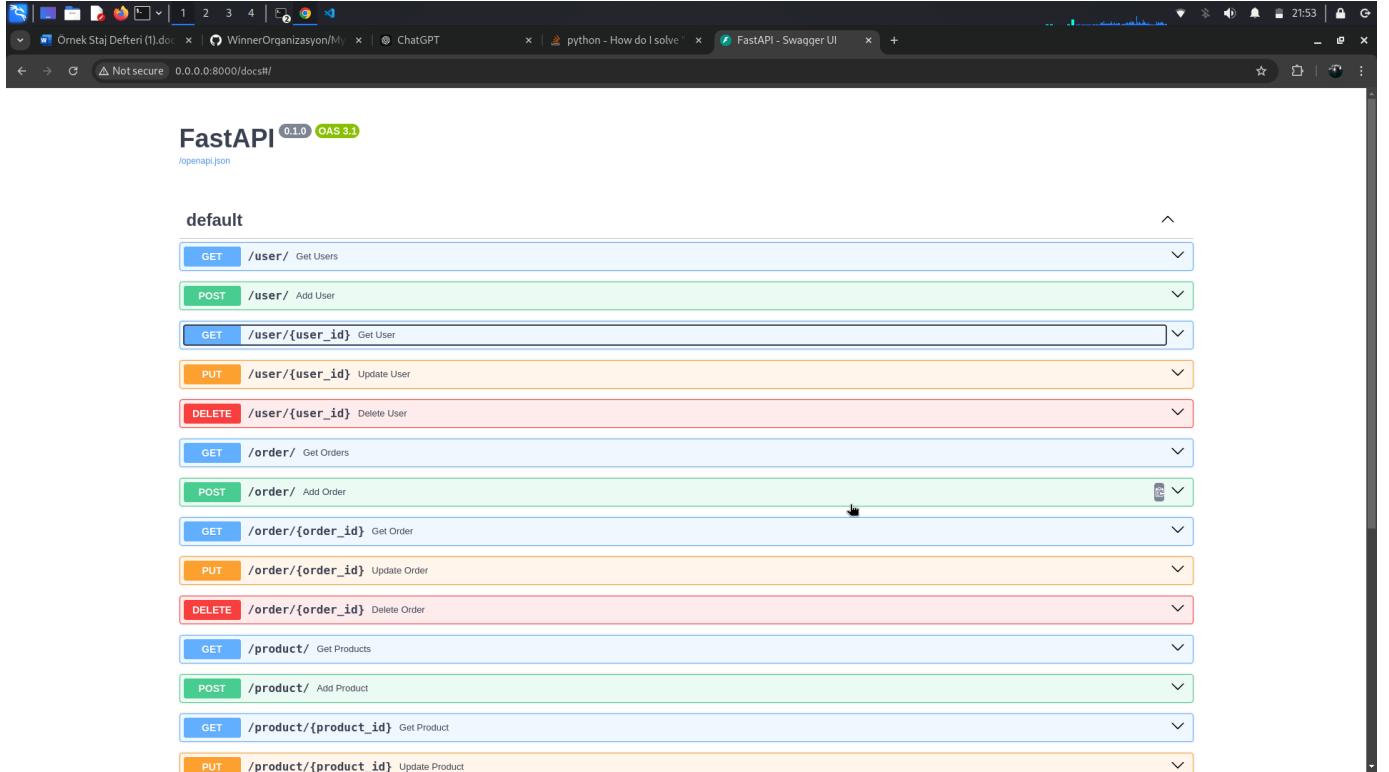 1 2 3 4 2 21:53
Örnek Staj Defteri (1).doc WinnerOrganizasyon/My ChatGPT python - How do I solve " FastAPI - Swagger UI
Not secure 0.0.0.0:8000/docs#/
FastAPI 0.1.0 OAS 3.1
/openapi.json
default
GET /user/ Get Users
POST /user/ Add User
GET /user/{user_id} Get User
PUT /user/{user_id} Update User
DELETE /user/{user_id} Delete User
GET /order/ Get Orders
POST /order/ Add Order
GET /order/{order_id} Get Order
PUT /order/{order_id} Update Order
DELETE /order/{order_id} Delete Order
GET /product/ Get Products
POST /product/ Add Product
GET /product/{product_id} Get Product
PUT /product/{product_id} Update Product